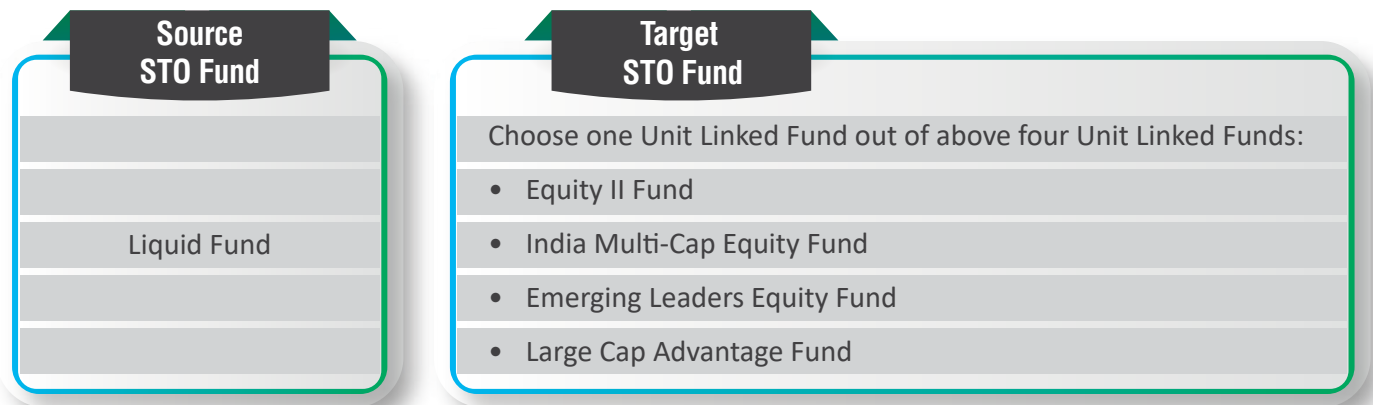 Source
STO Fund
Liquid Fund
Target
STO Fund
Choose one Unit Linked Fund out of above four Unit Linked Funds:
• Equity II Fund
• India Multi-Cap Equity Fund
• Emerging Leaders Equity Fund
• Large Cap Advantage Fund